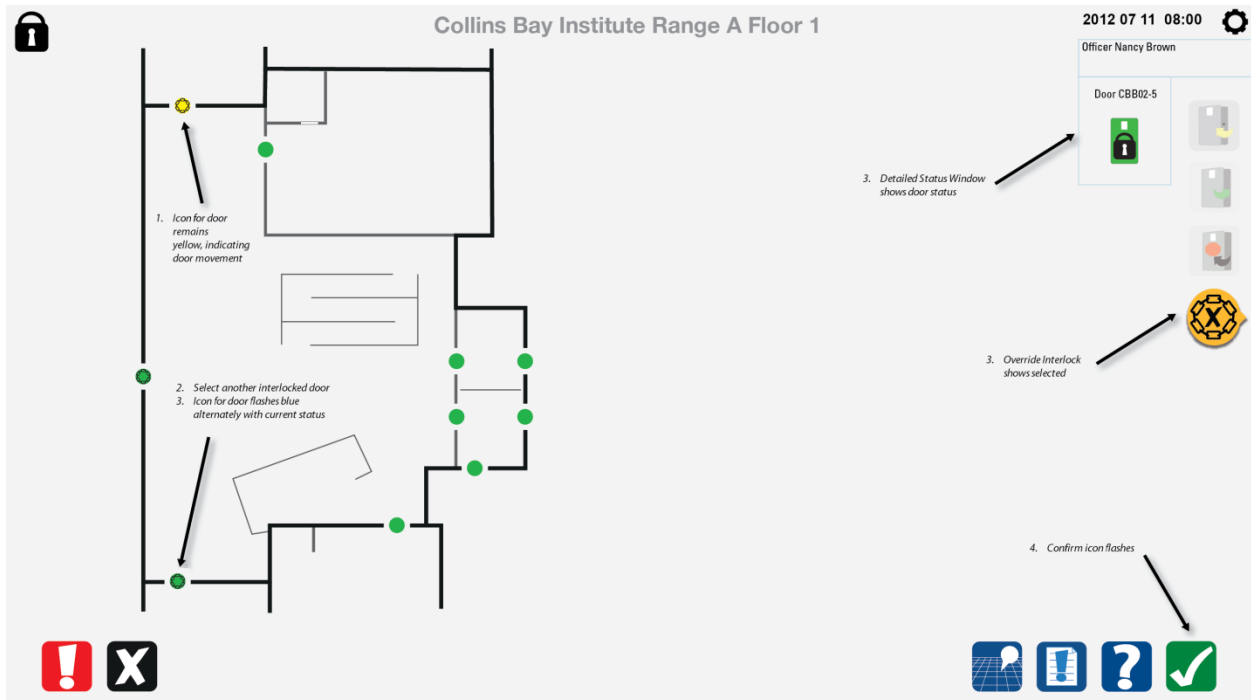 Collins Bay Institute Range A Floor 1
2012 07 11 08:00
Officer Nancy Brown
Door CBB02-5
3. Detailed Status Window
shows door status
1. Icon for door
remains
yellow, indicating
door movement
3. Override Interlock
shows selected
X
2. Select another interlocked door
3. Icon for door flashes blue
alternately with current status
4. Confirm icon flashes
! X ! ?